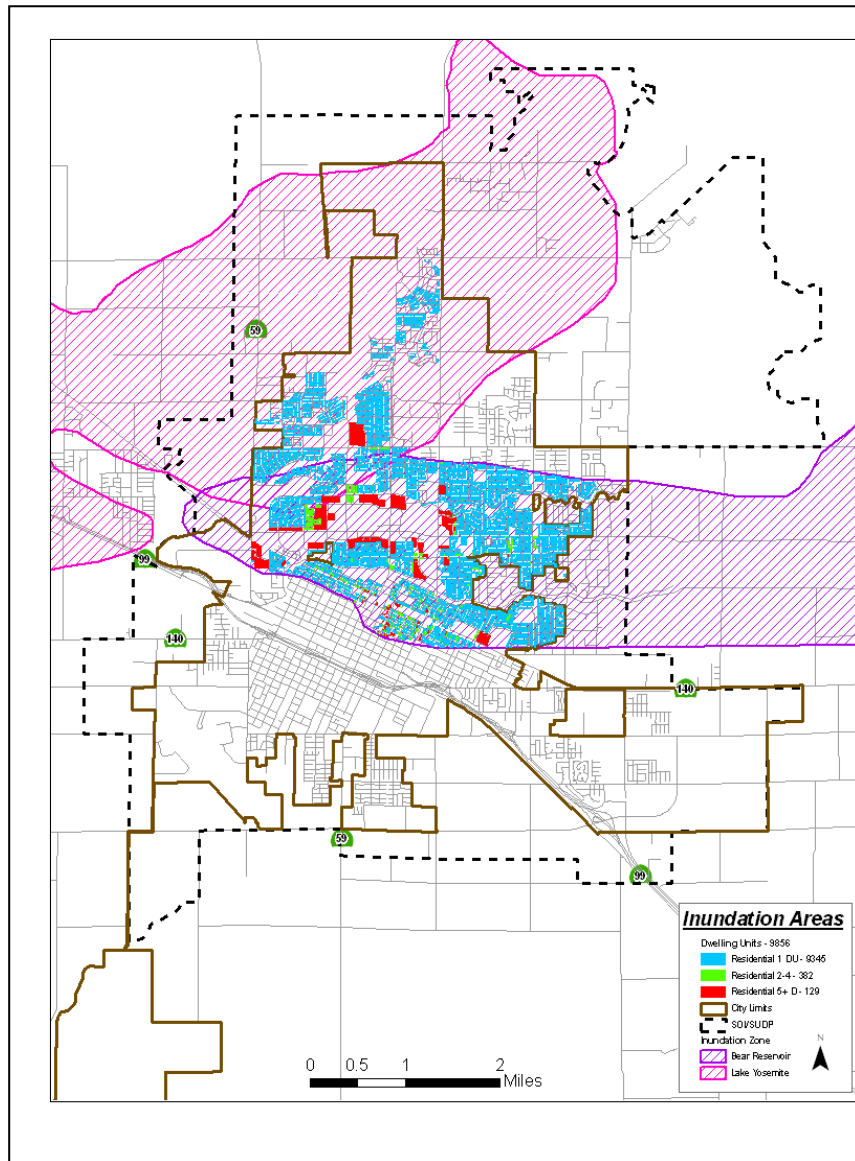 59
99
140
140
59
99
Inundation Areas
Dwelling Units - 9856
Residential 1 DU - 9345
Residential 2-4 - 382
Residential 5+ D - 129
City Limits
SOI/SUDP
Inundation Zone
Bear Reservoir
Lake Yosemite
N
0 0.5 1 2
Miles